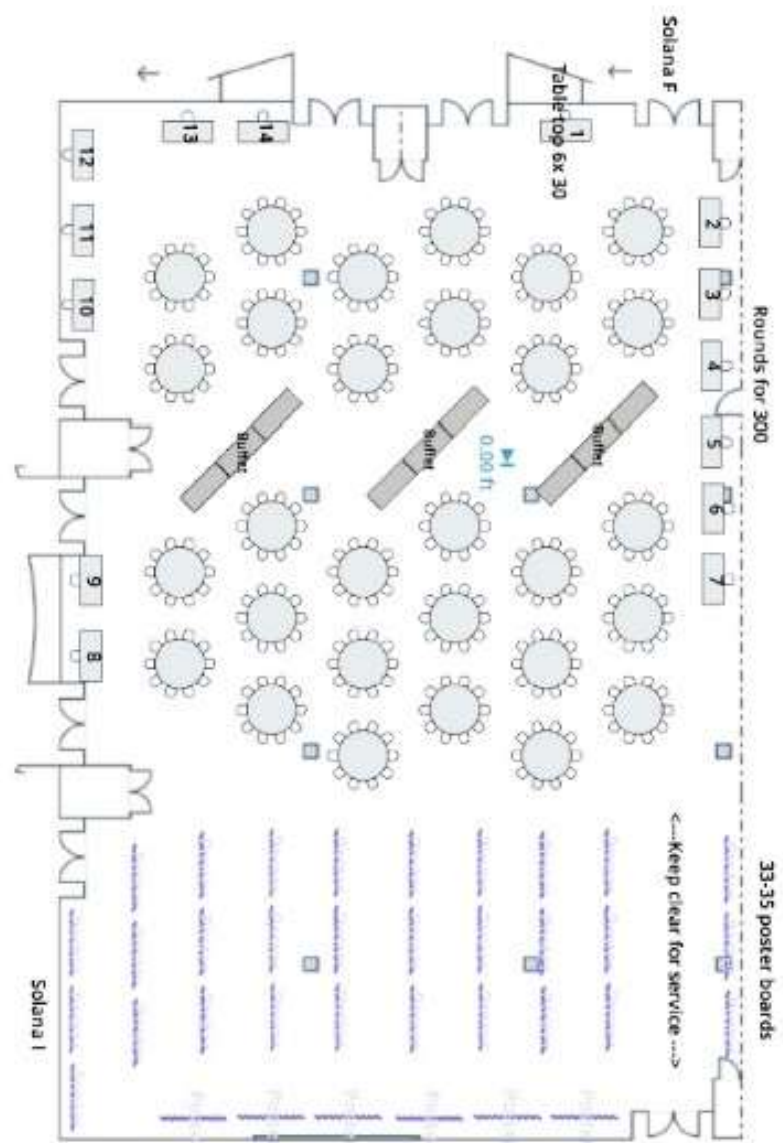 Solana F
Table top 6x 30
Rounds for 300
33-35 poster boards
<---Keep clear for service --->
Solana I
Buffet
Buffet
Buffet
0.00 ft
1
2
3
4
5
6
7
8
9
10
11
12
13
14